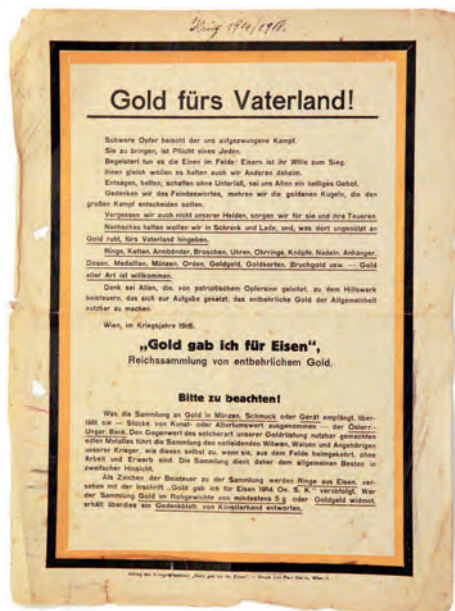 Krieg 1914/1918.
Gold fürs Vaterland!
Schwere Opfer heischt der uns aufgezwungene Kampf.
Sie zu bringen, ist Pflicht eines Jeden.
Begeistert tun es die Einen im Felde! Eisern ist ihr Wille zum Sieg.
Ihnen gleich wollen es halten auch wir Anderen daheim.
Entsagen, helfen, schaffen ohne Unterlaß, sei uns Allen ein heiliges Gebot.
Gedenken wir des Feindeswortes, mehren wir die goldenen Kugeln, die den
großen Kampf entscheiden sollen.
Vergessen wir auch nicht unserer Helden, sorgen wir für sie und ihre Teueren.
Nachschau halten wollen wir in Schrank und Lade, und, was dort ungenützt an
Gold ruht, fürs Vaterland hingeben.
Ringe, Ketten, Armbänder, Broschen, Uhren, Ohrringe, Knöpfe, Nadeln, Anhänger,
Dosen, Medaillen, Münzen, Orden, Goldgeld, Goldsorten, Bruchgold usw. — Gold
aller Art ist willkommen.
Dank sei Allen, die, von patriotischem Opfersinn geleitet, zu dem Hilfswerk
beisteuern, das sich zur Aufgabe gesetzt, das entbehrliche Gold der Allgemeinheit
nutzbar zu machen.
Wien, im Kriegsjahre 1916.
„Gold gab ich für Eisen“,
Reichssammlung von entbehrlichem Gold.
Bitte zu beachten!
Was die Sammlung an Gold in Münzen, Schmuck oder Gerät empfängt, über-
läßt sie — Stücke von Kunst- oder Altertumswert ausgenommen — der Österr.-
Ungar. Bank. Den Gegenwert des solcherart unserer Goldrüstung nutzbar gemachten
edlen Metalles führt die Sammlung den notleidenden Witwen, Waisen und Angehörigen
unserer Krieger, wie diesen selbst zu, wenn sie, aus dem Felde heimgekehrt, ohne
Arbeit und Erwerb sind. Die Sammlung dient daher dem allgemeinen Besten in
zweifacher Hinsicht.
Als Zeichen der Beisteuer zu der Sammlung werden Ringe aus Eisen, ver-
sehen mit der Inschrift „Gold gab ich für Eisen 1914 Oe. S. K.“ verabfolgt. Wer
der Sammlung Gold im Rohgewichte von mindestens 5 g oder Goldgeld widmet,
erhält überdies ein Gedenkblatt, von Künstlerhand entworfen.
„Gold gab ich für Eisen“. — Druck von Paul Wien